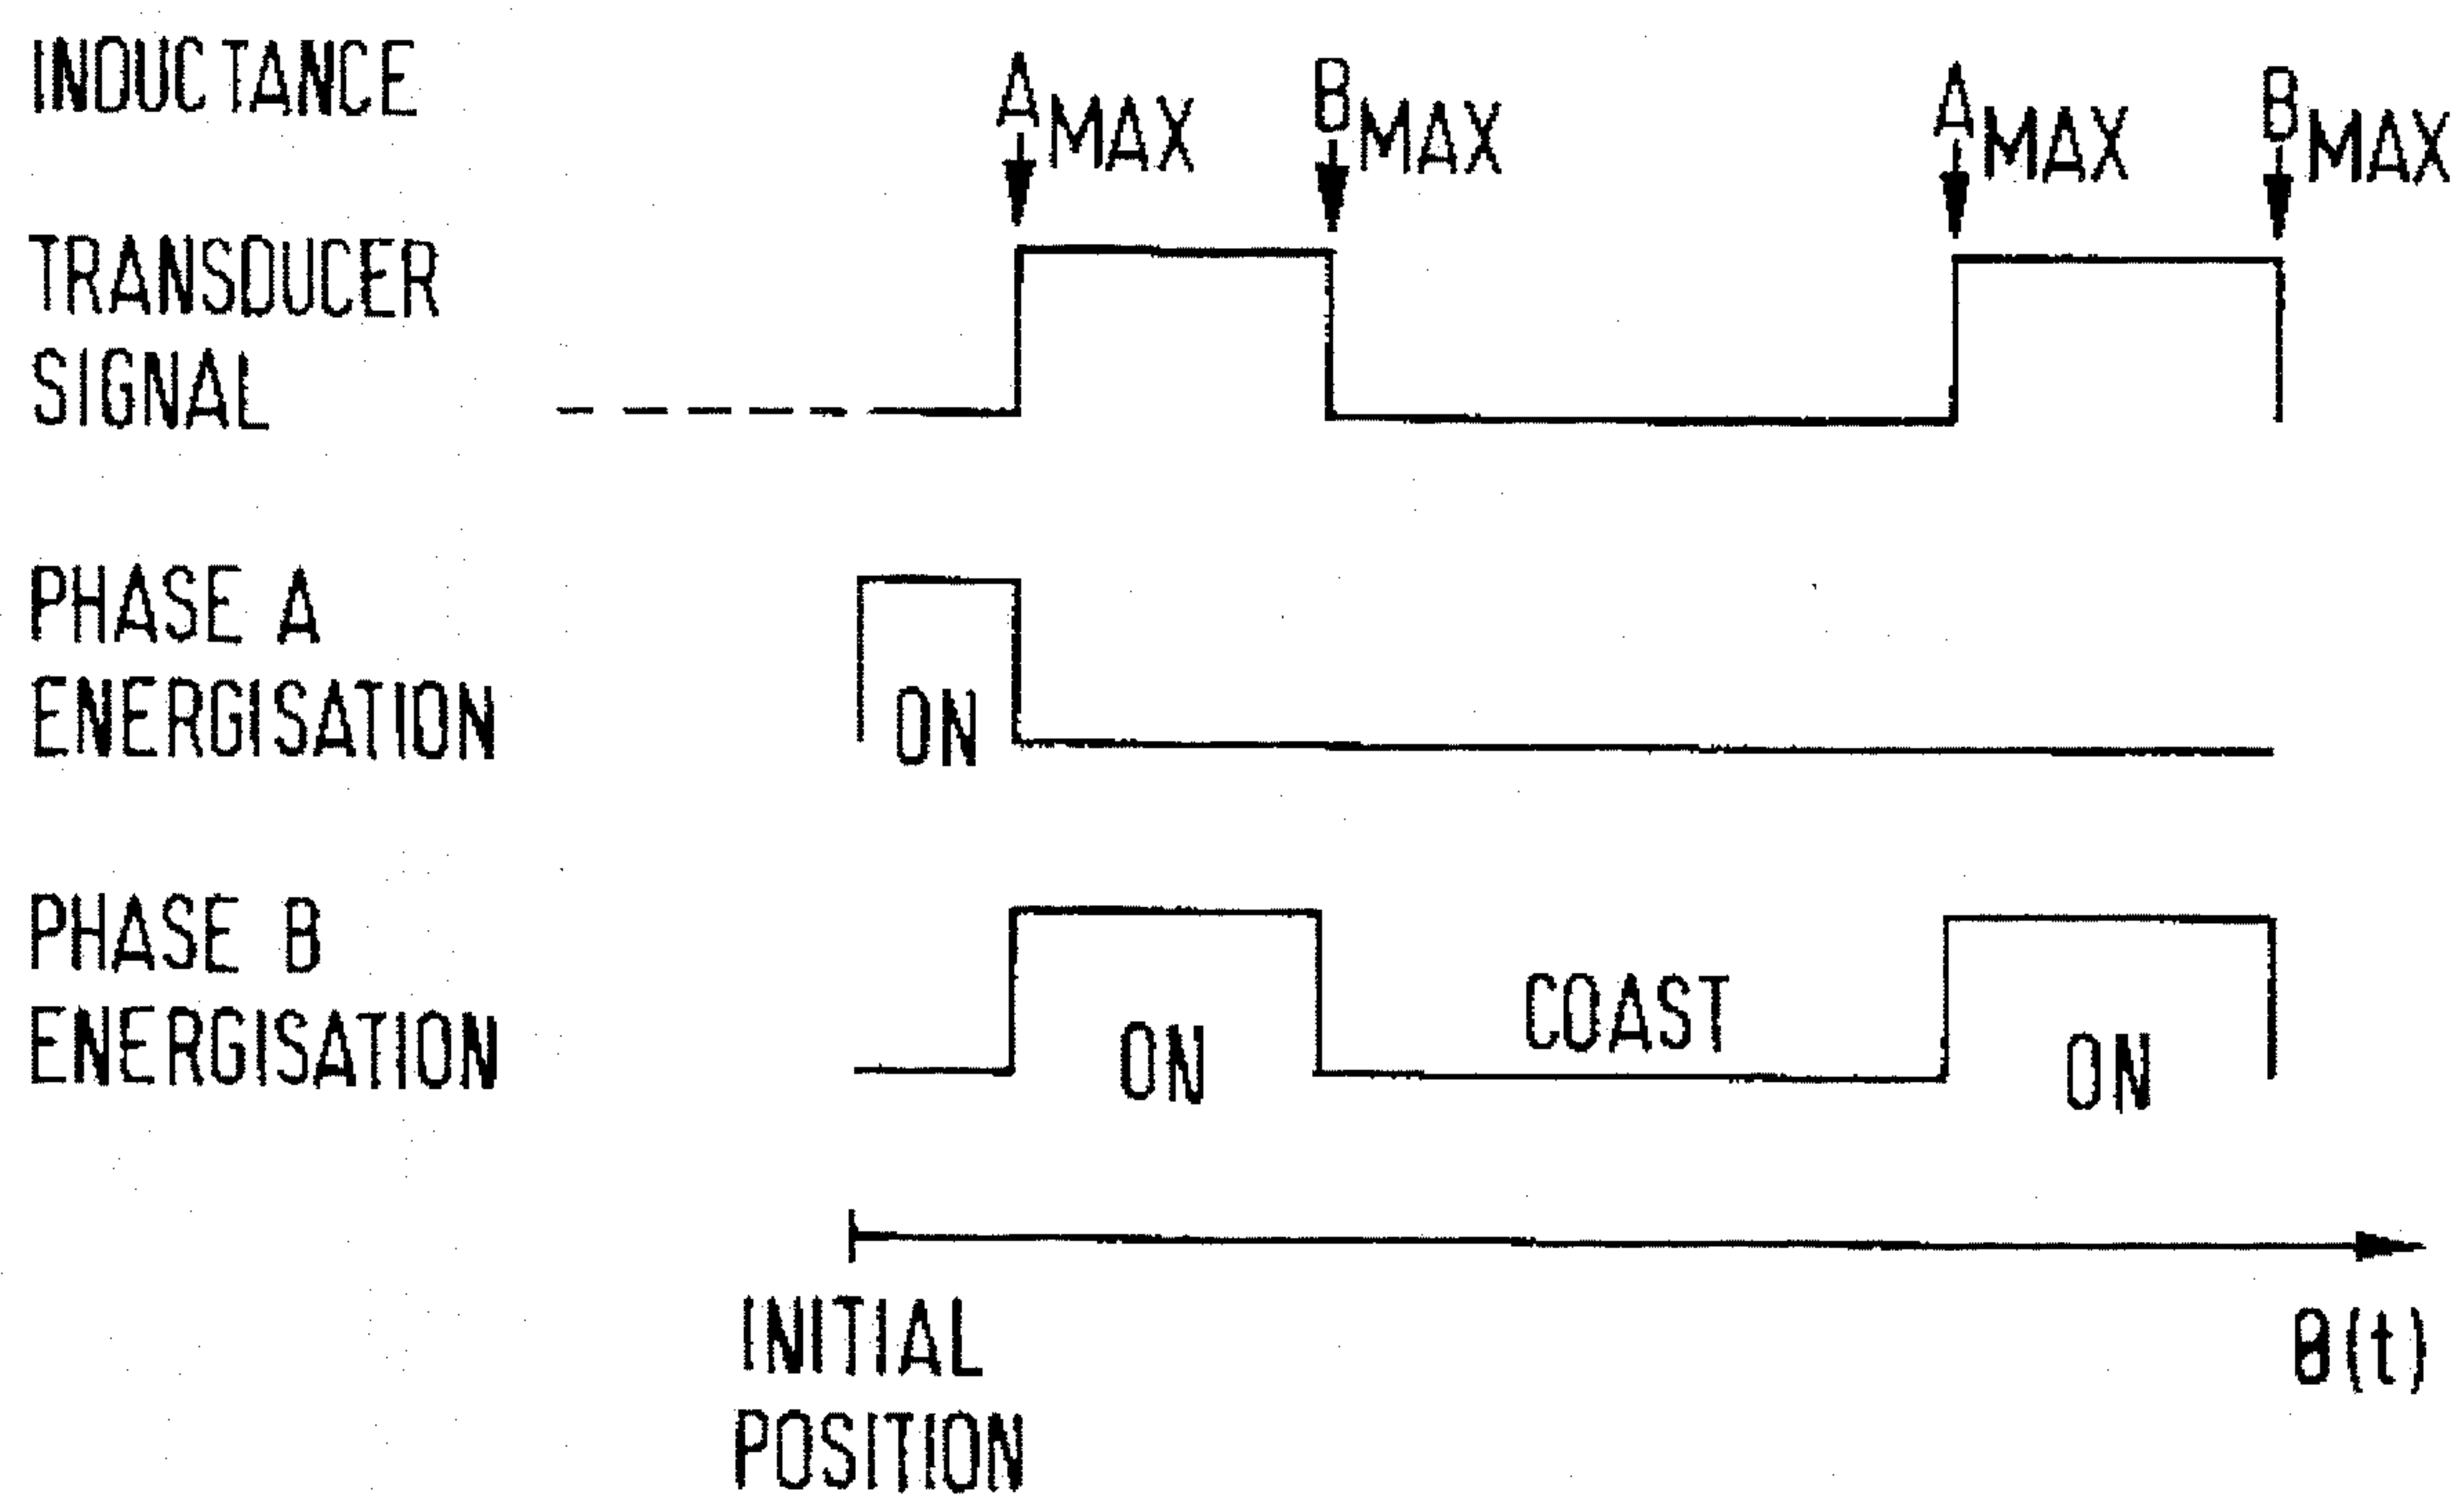 INDUCTANCE
A MAX B MAX A MAX B MAX
TRANSDUCER
SIGNAL
PHASE A
ENERGISATION
ON
PHASE B
ENERGISATION
ON COAST ON
INITIAL
POSITION
θ(t)